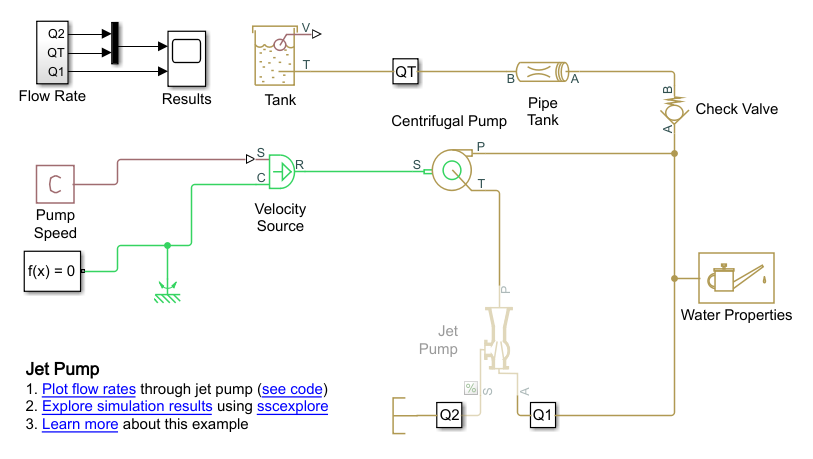 Q2
QT
Q1
Flow Rate
Results
V
T
Tank
QT
B
A
Pipe
Tank
B
A
Check Valve
Centrifugal Pump
S
P
T
C
Pump
Speed
S
C
R
Velocity
Source
f(x) = 0
Water Properties
P
Jet
Pump
%
S
A
Q2
Q1
Jet Pump
1. Plot flow rates through jet pump (see code)
2. Explore simulation results using sscexplore
3. Learn more about this example